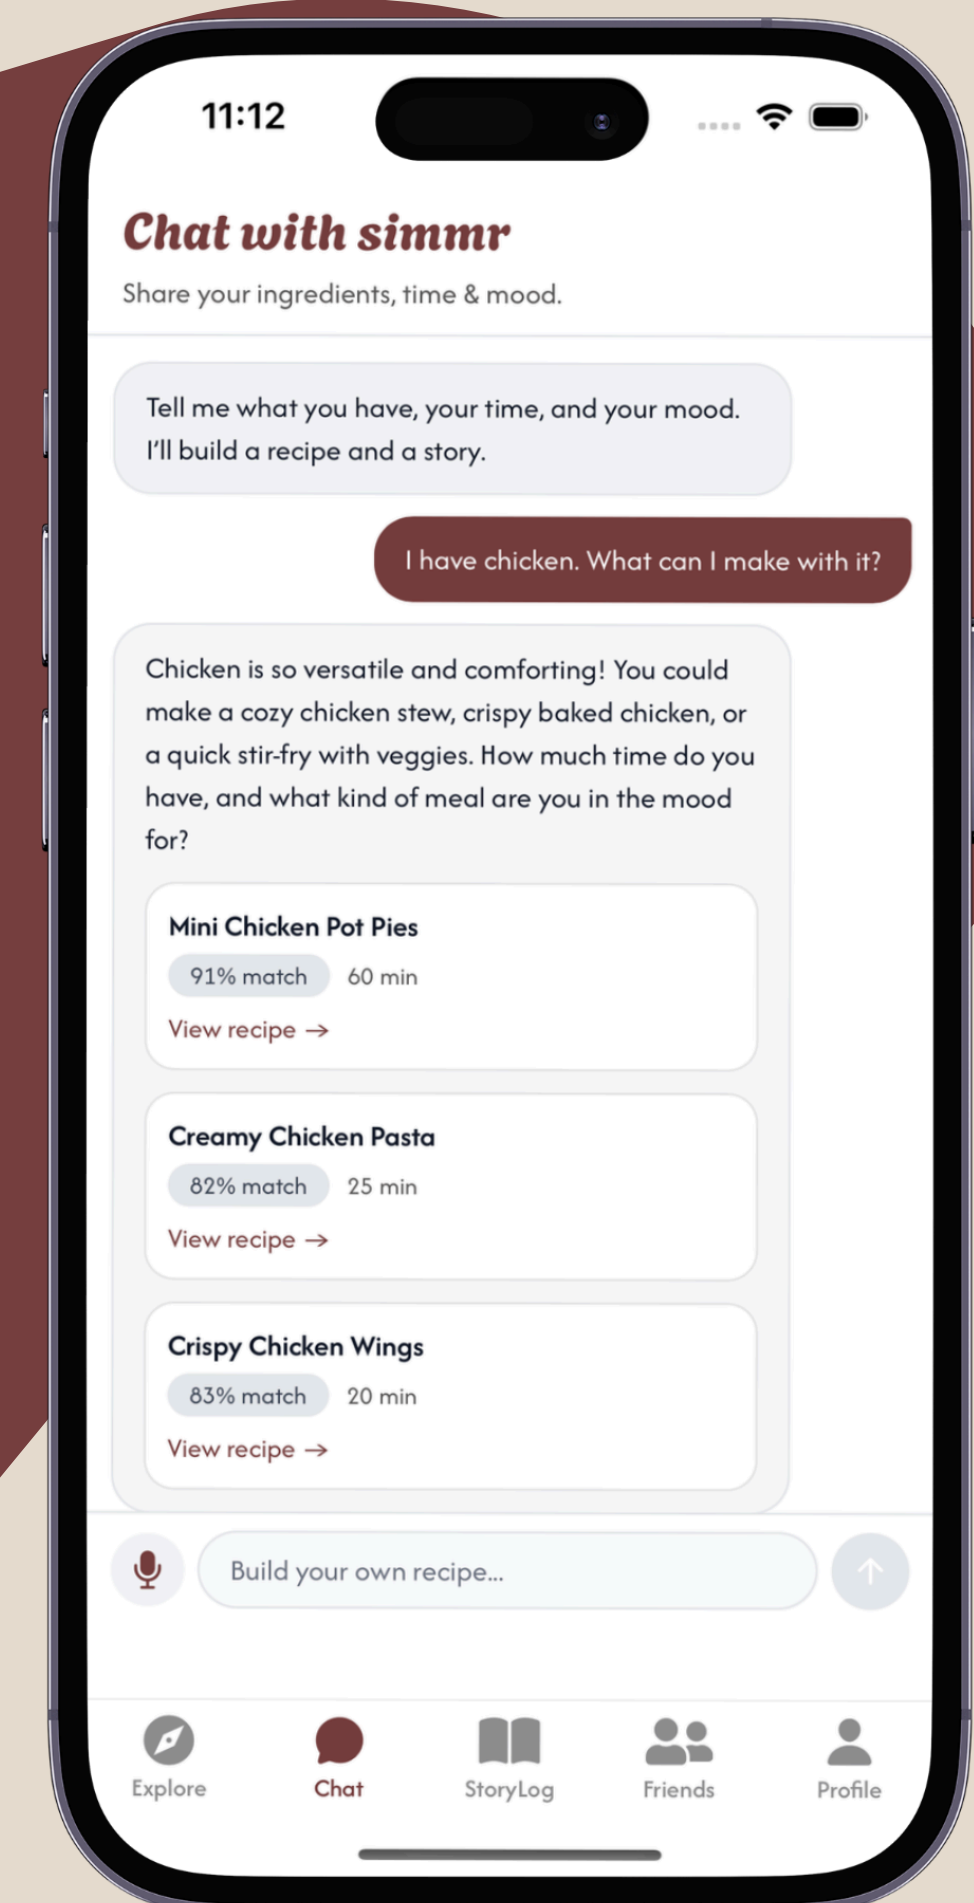 11:12
Chat with simmr
Share your ingredients, time & mood.
Tell me what you have, your time, and your mood.
I'll build a recipe and a story.
I have chicken. What can I make with it?
Chicken is so versatile and comforting! You could
make a cozy chicken stew, crispy baked chicken, or
a quick stir-fry with veggies. How much time do you
have, and what kind of meal are you in the mood
for?
Mini Chicken Pot Pies
91% match 60 min
View recipe →
Creamy Chicken Pasta
82% match 25 min
View recipe →
Crispy Chicken Wings
83% match 20 min
View recipe →
Build your own recipe...
Explore Chat StoryLog Friends Profile